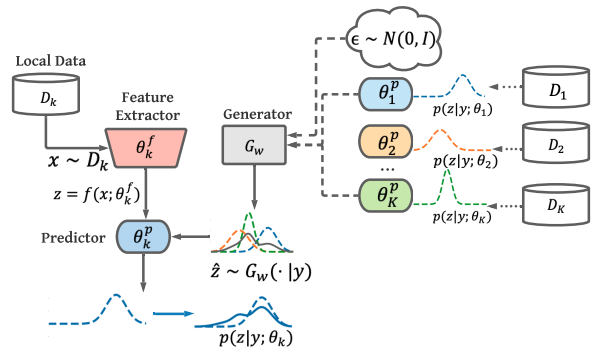 ϵ ~ N(0, I)
Local Data
D_k
Feature
Extractor
θ_k^f
Generator
G_w
θ_1^p
p(z|y; θ_1)
D_1
θ_2^p
p(z|y; θ_2)
D_2
...
θ_K^p
p(z|y; θ_K)
D_K
x ~ D_k
z = f(x; θ_k^f)
Predictor
θ_k^p
ẑ ~ G_w(· |y)
p(z|y; θ_k)